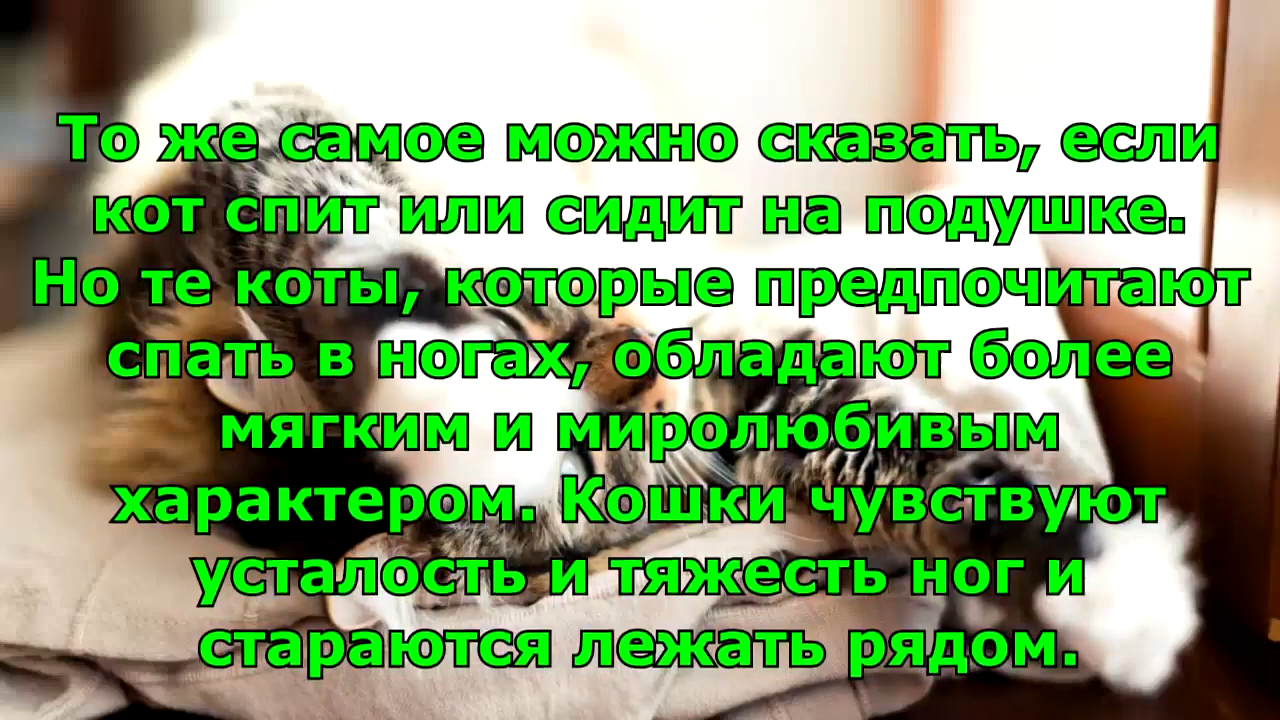 То же самое можно сказать, если
кот спит или сидит на подушке.
Но те коты, которые предпочитают
спать в ногах, обладают более
мягким и миролюбивым
характером. Кошки чувствуют
усталость и тяжесть ног и
стараются лежать рядом.